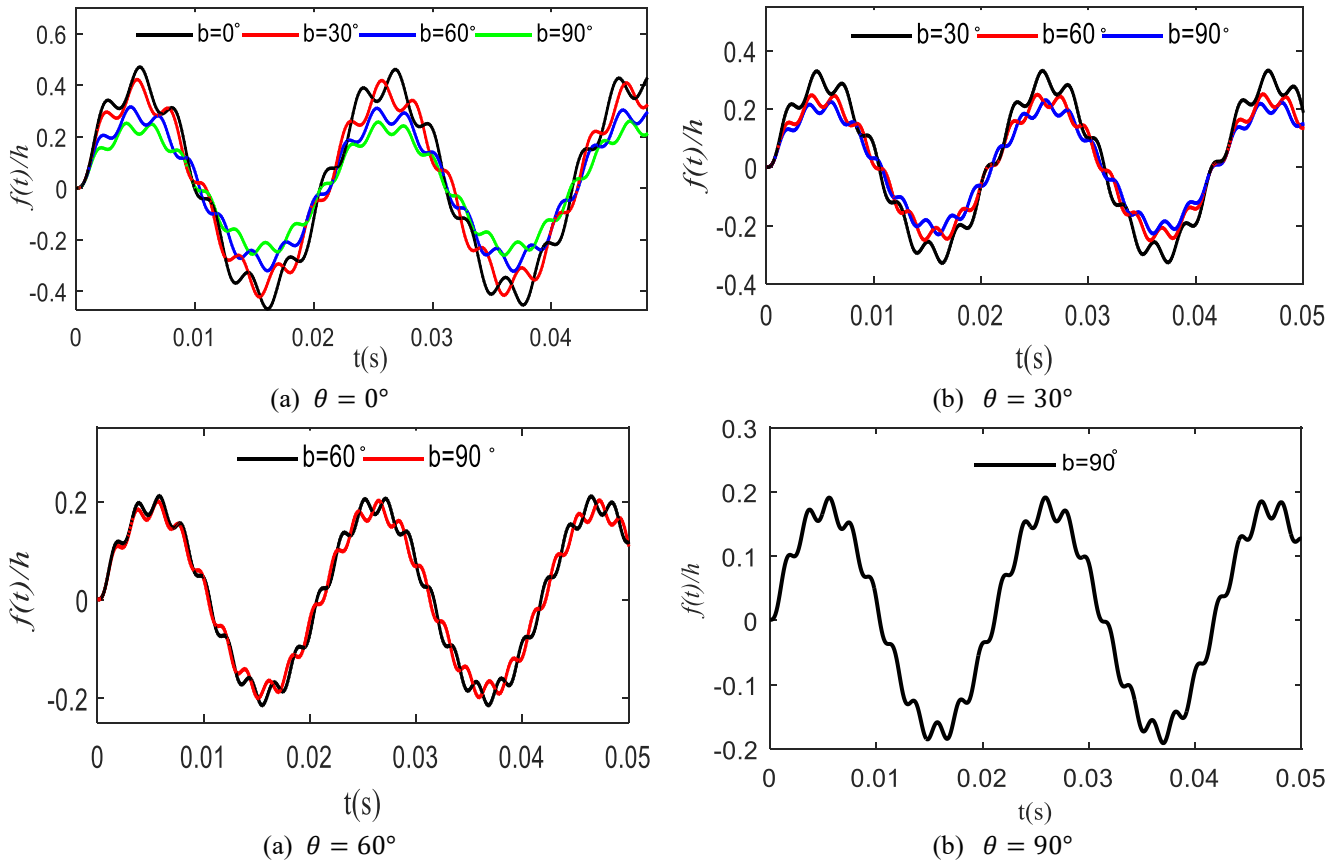 b=0° b=30° b=60° b=90°
0.6
0.4
0.2
0
-0.2
-0.4
f(t)/h
0 0.01 0.02 0.03 0.04
t(s)
(a) θ = 0°
b=30° b=60° b=90°
0.4
0.2
0
-0.2
-0.4
f(t)/h
0 0.01 0.02 0.03 0.04 0.05
t(s)
(b) θ = 30°
b=60° b=90°
0.2
0
-0.2
f(t)/h
0 0.01 0.02 0.03 0.04 0.05
t(s)
(a) θ = 60°
b=90°
0.3
0.2
0.1
0
-0.1
-0.2
f(t)/h
0 0.01 0.02 0.03 0.04 0.05
t(s)
(b) θ = 90°